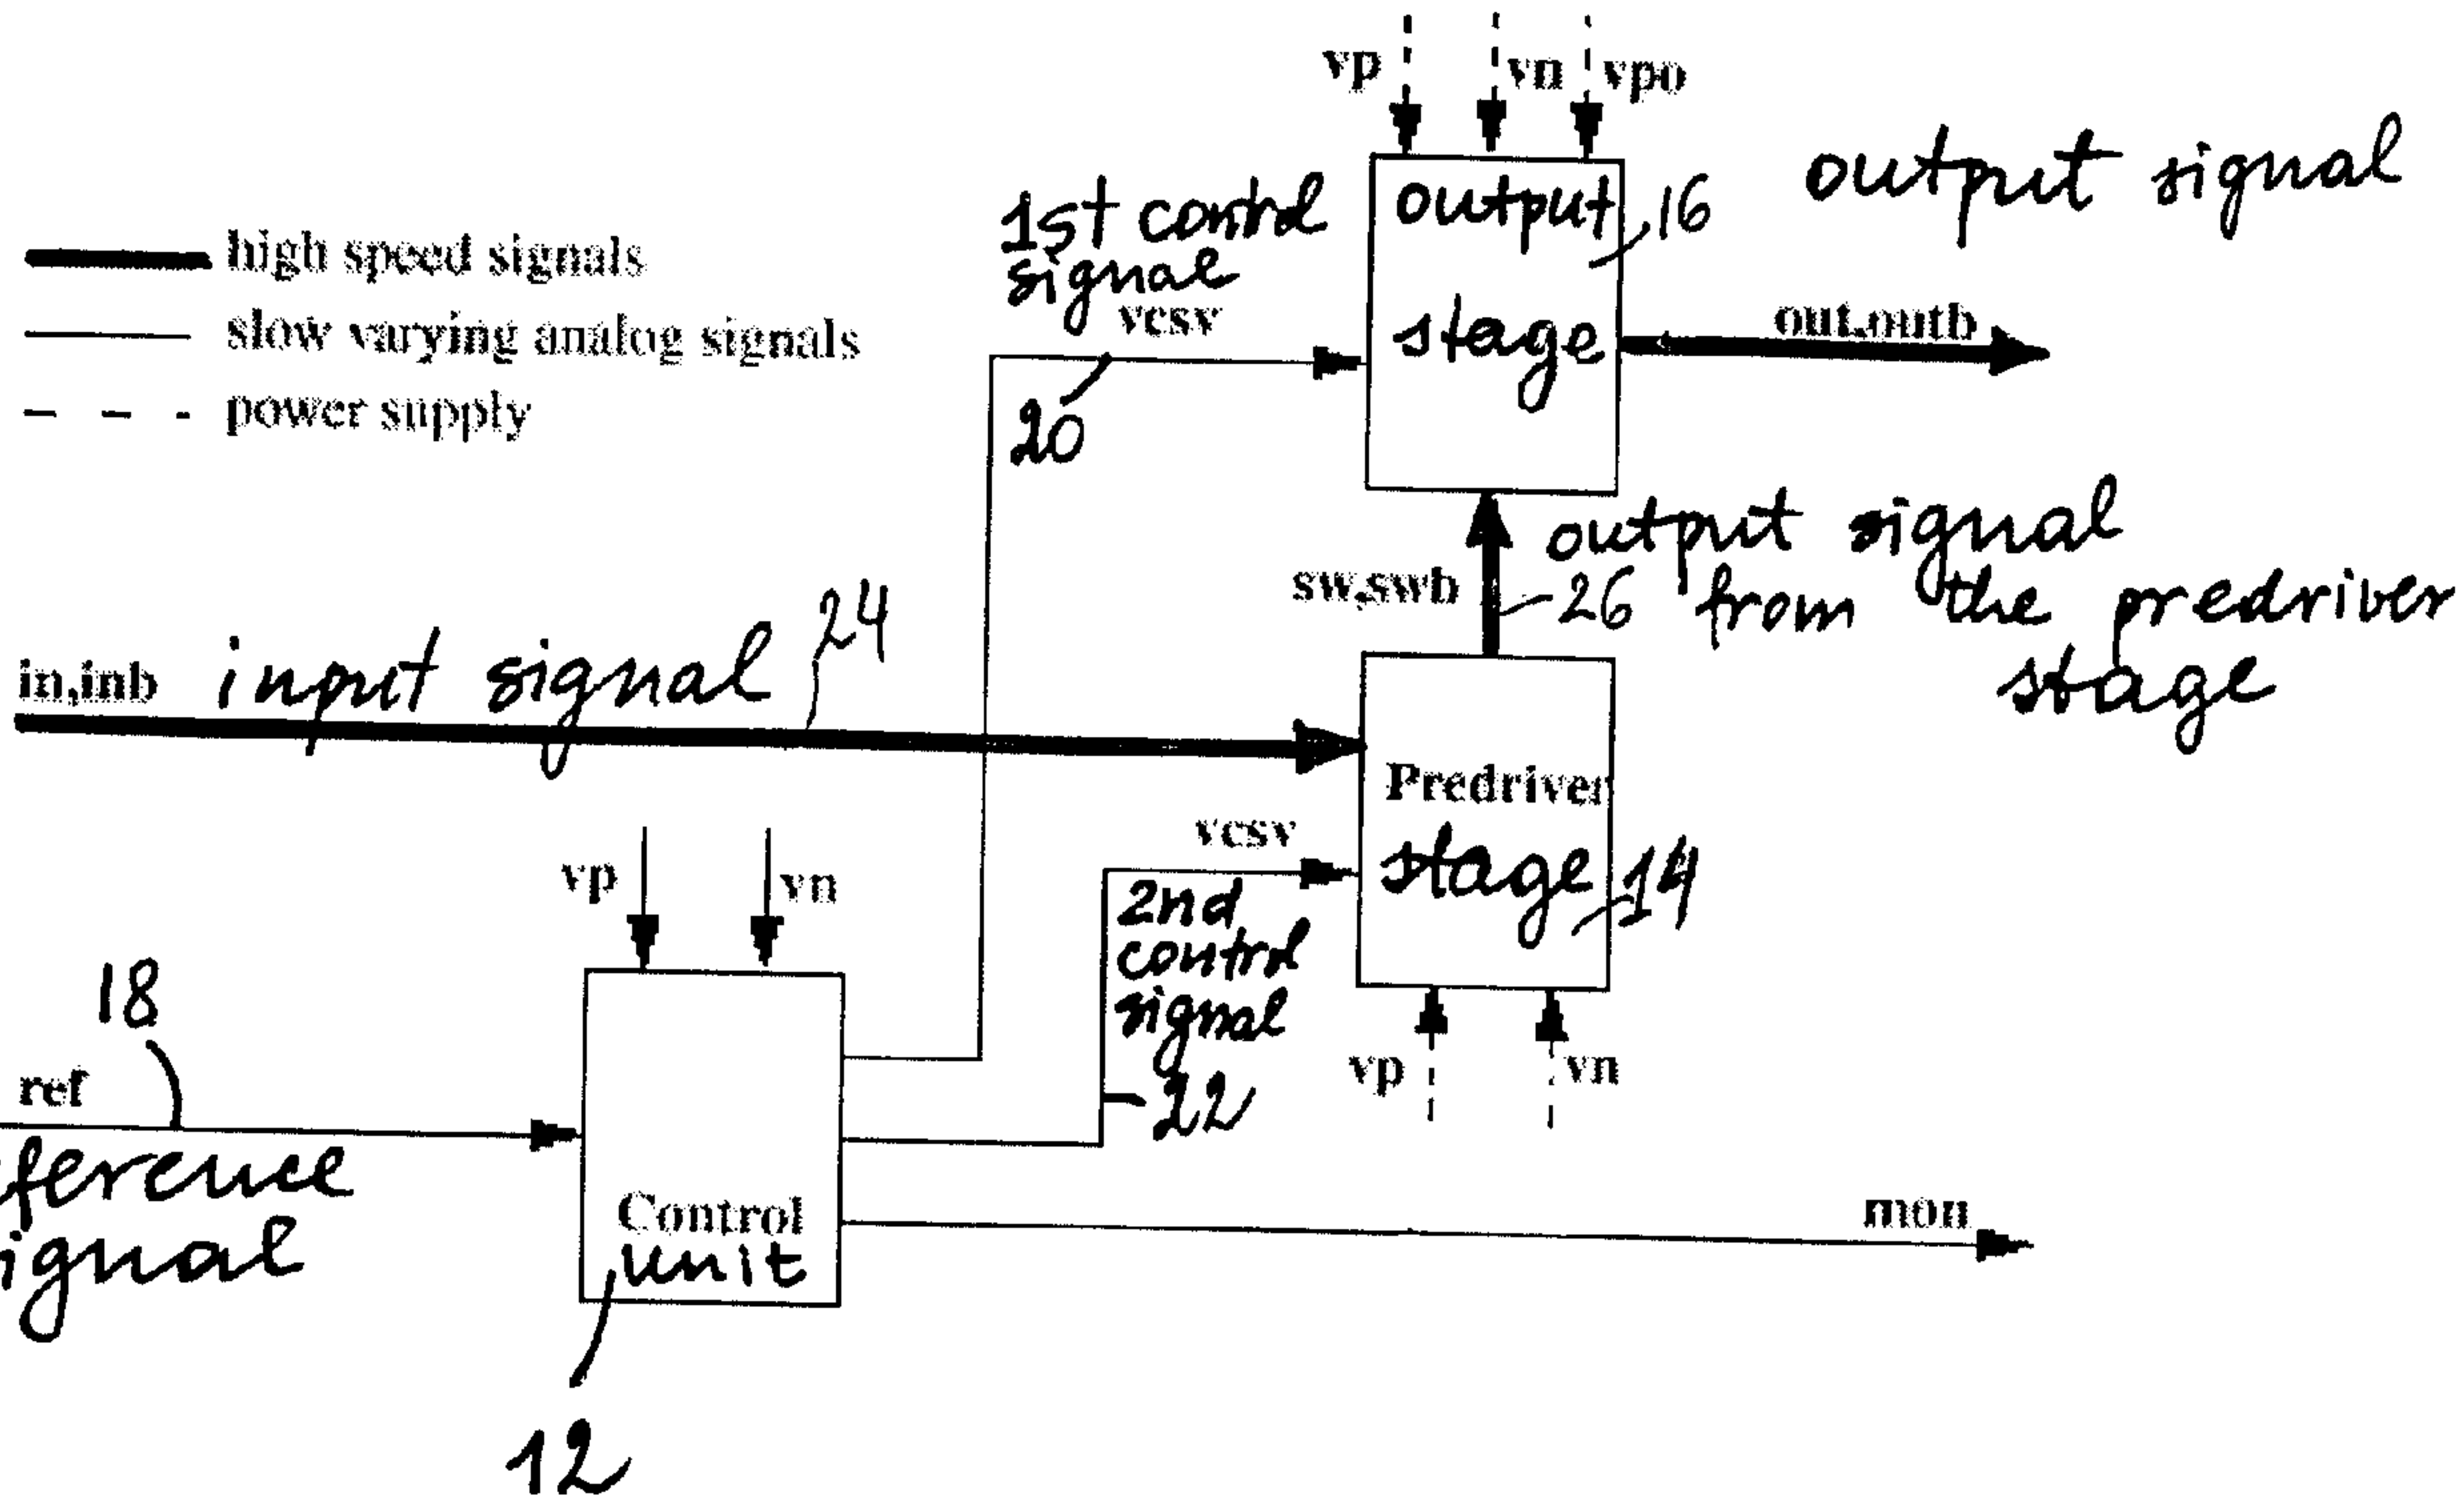 vp vn vpo
high speed signals
slow varying analog signals
power supply
1st control
signal
vcsv
20
output
stage
16
output signal
out,outb
sw,swb
output signal
26 from the predriver
stage
in,inb input signal
24
Predriver
stage
14
vcsv
2nd
control
signal
22
vp vn
vp vn
18
ref
ference
ignal
Control
unit
12
mon